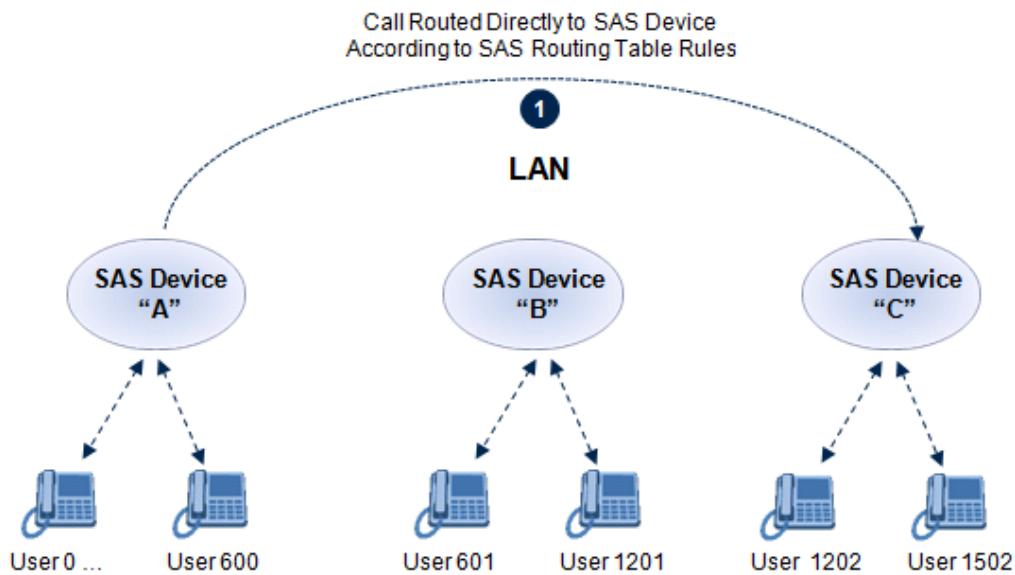 Call Routed Directly to SAS Device
According to SAS Routing Table Rules
1
LAN
SAS Device
“A”
SAS Device
“B”
SAS Device
“C”
User 0 ...
User 600
User 601
User 1201
User 1202
User 1502